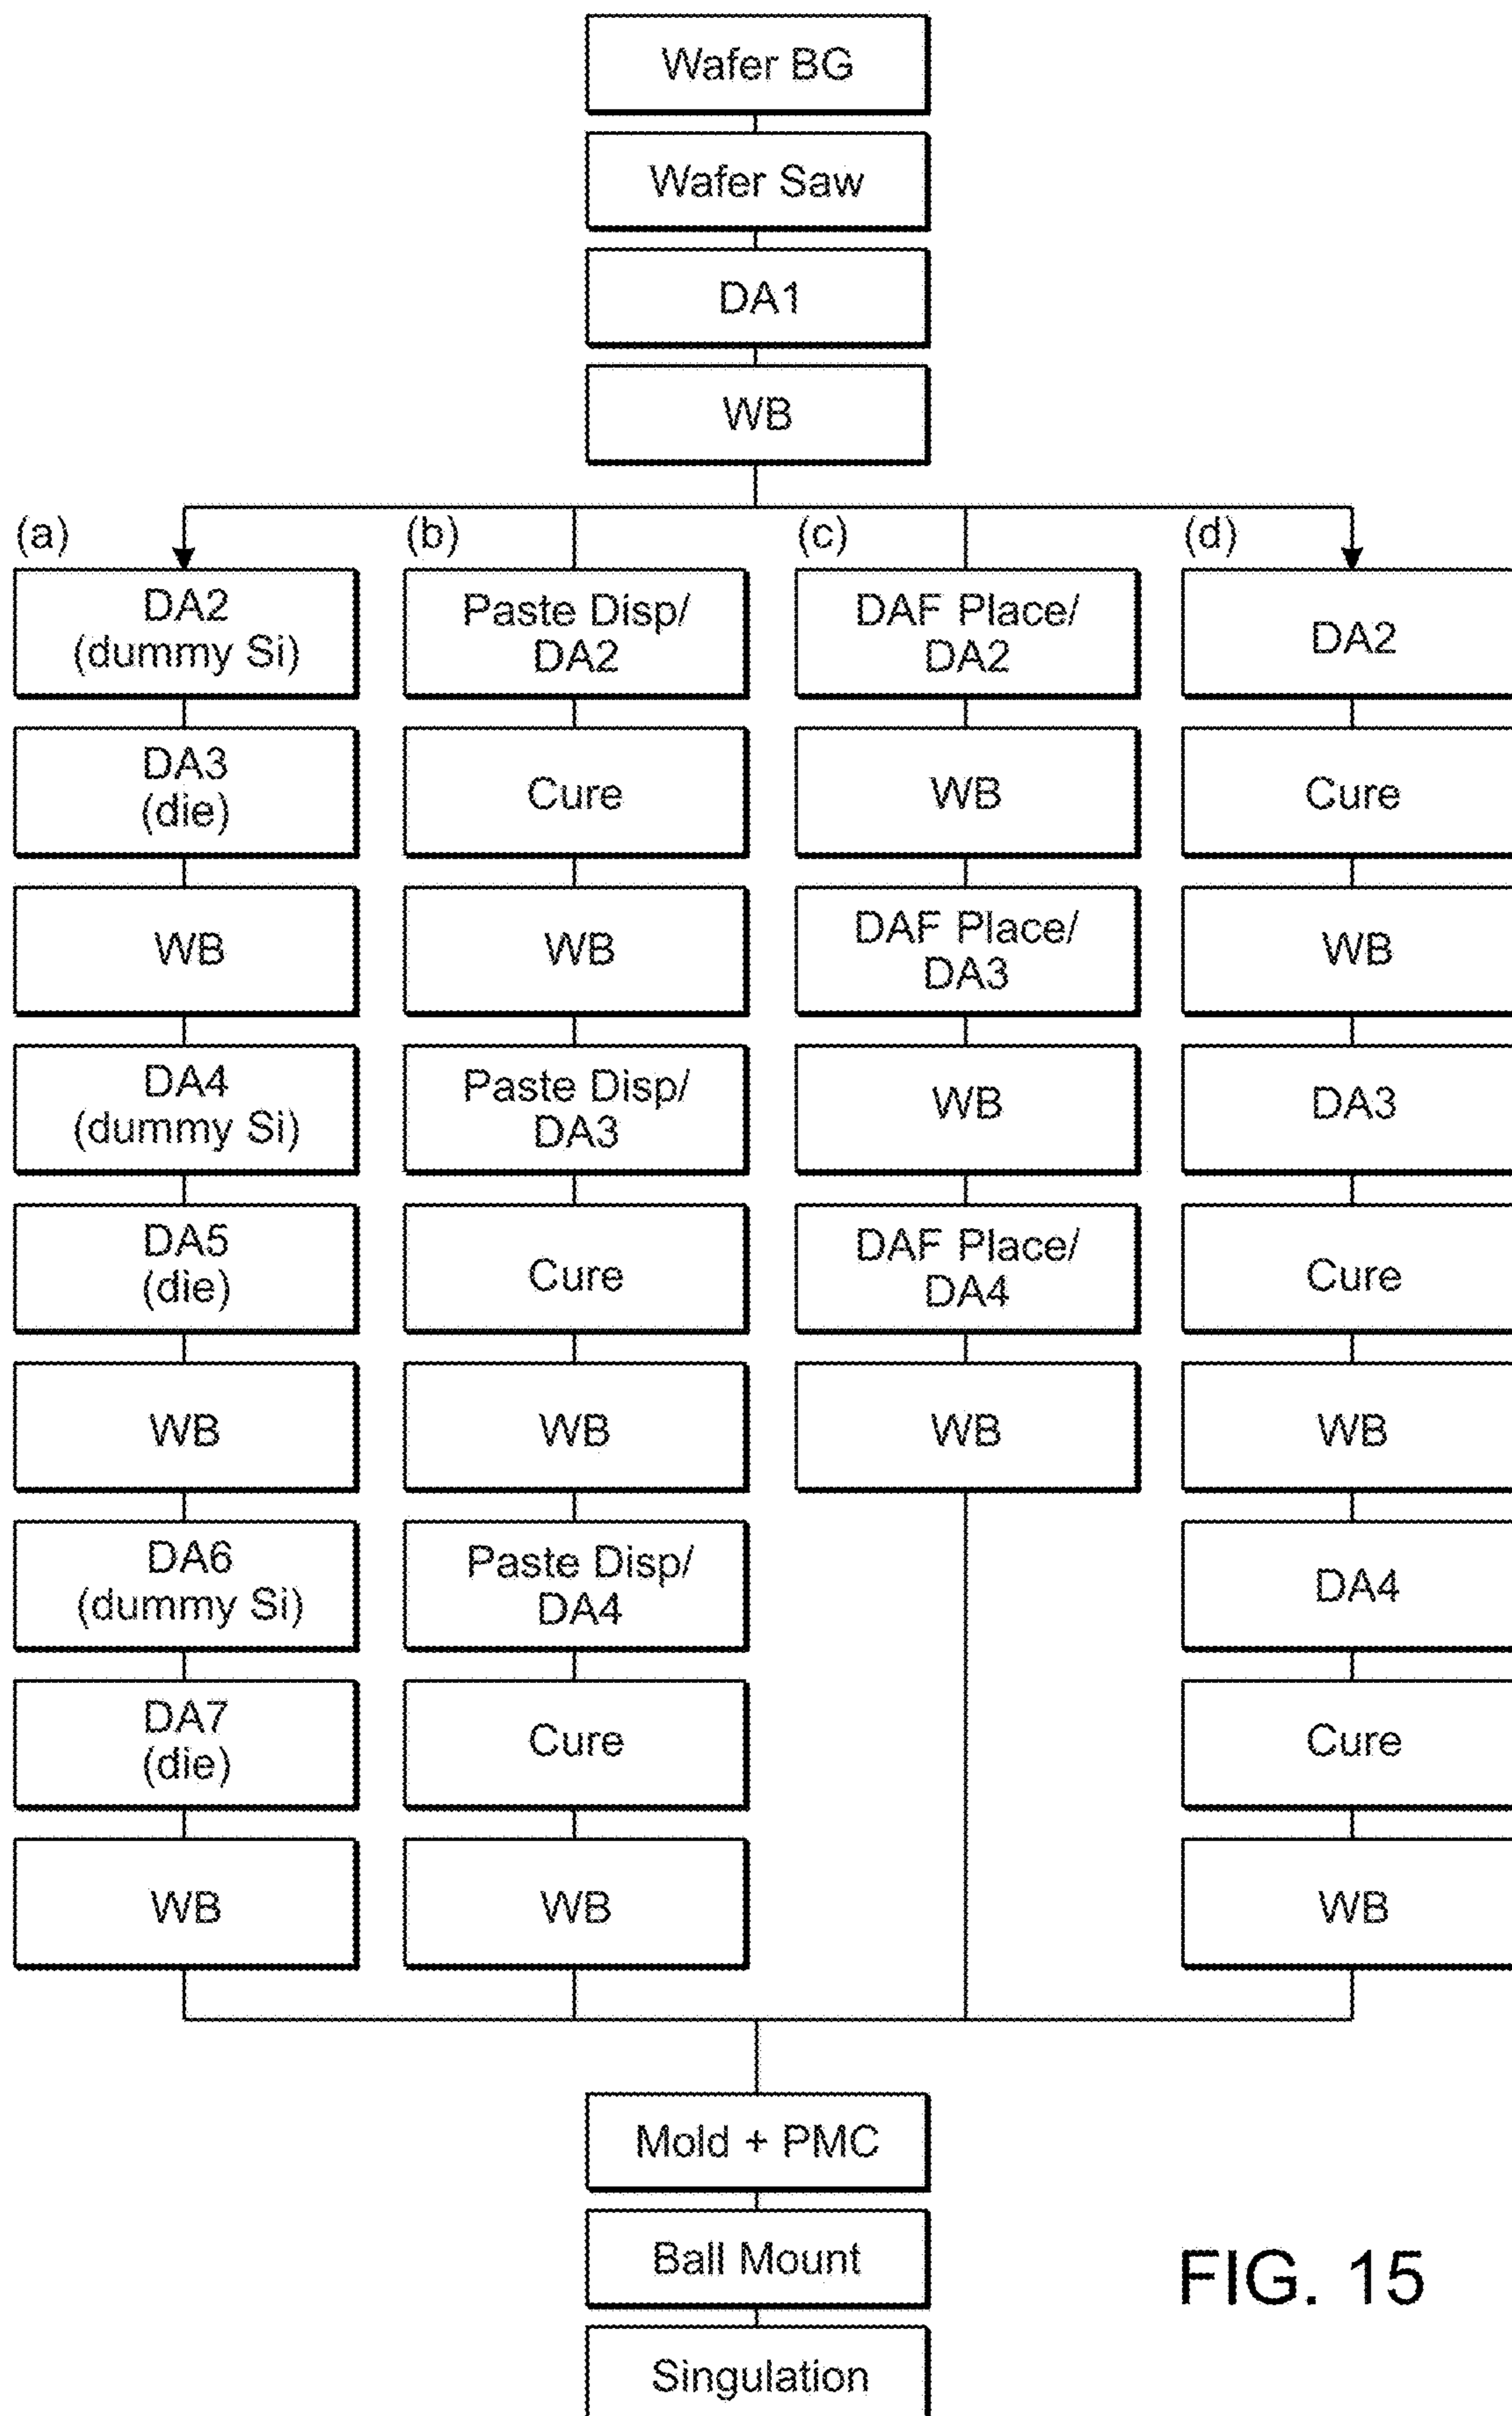 Wafer BG
Wafer Saw
DA1
WB
(a)
DA2
(dummy Si)
DA3
(die)
WB
DA4
(dummy Si)
DA5
(die)
WB
DA6
(dummy Si)
DA7
(die)
WB
(b)
Paste Disp/
DA2
Cure
WB
Paste Disp/
DA3
Cure
WB
Paste Disp/
DA4
Cure
WB
(c)
DAF Place/
DA2
WB
DAF Place/
DA3
WB
DAF Place/
DA4
WB
(d)
DA2
Cure
WB
DA3
Cure
WB
DA4
Cure
WB
Mold + PMC
Ball Mount
Singulation
FIG. 15